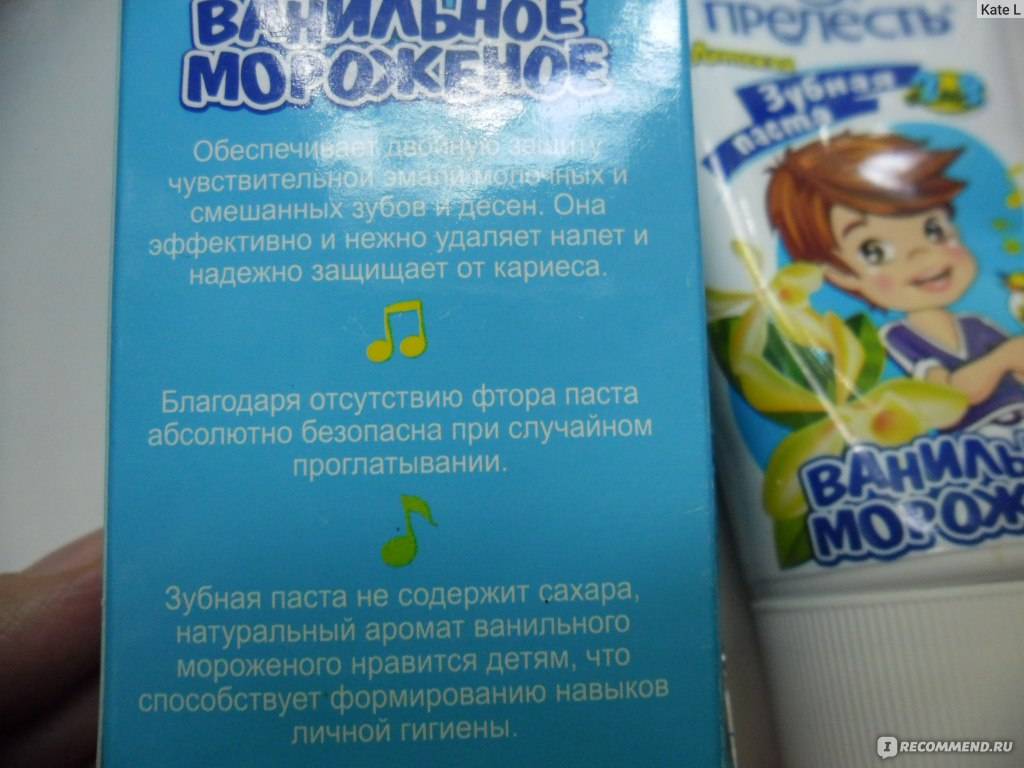 ВАНИЛЬНОЕ
МОРОЖЕНОЕ
Обеспечивает двойную защиту
чувствительной эмали молочных и
смешанных зубов и десен. Она
эффективно и нежно удаляет налет и
надежно защищает от кариеса.
Благодаря отсутствию фтора паста
абсолютно безопасна при случайном
проглатывании.
Зубная паста не содержит сахара,
натуральный аромат ванильного
мороженого нравится детям, что
способствует формированию навыков
личной гигиены.
ПРЕЛЕСТЬ
Детская
Зубная
паста
ВАНИЛЬ
МОРОЖ
Kate L
IRECOMMEND.RU